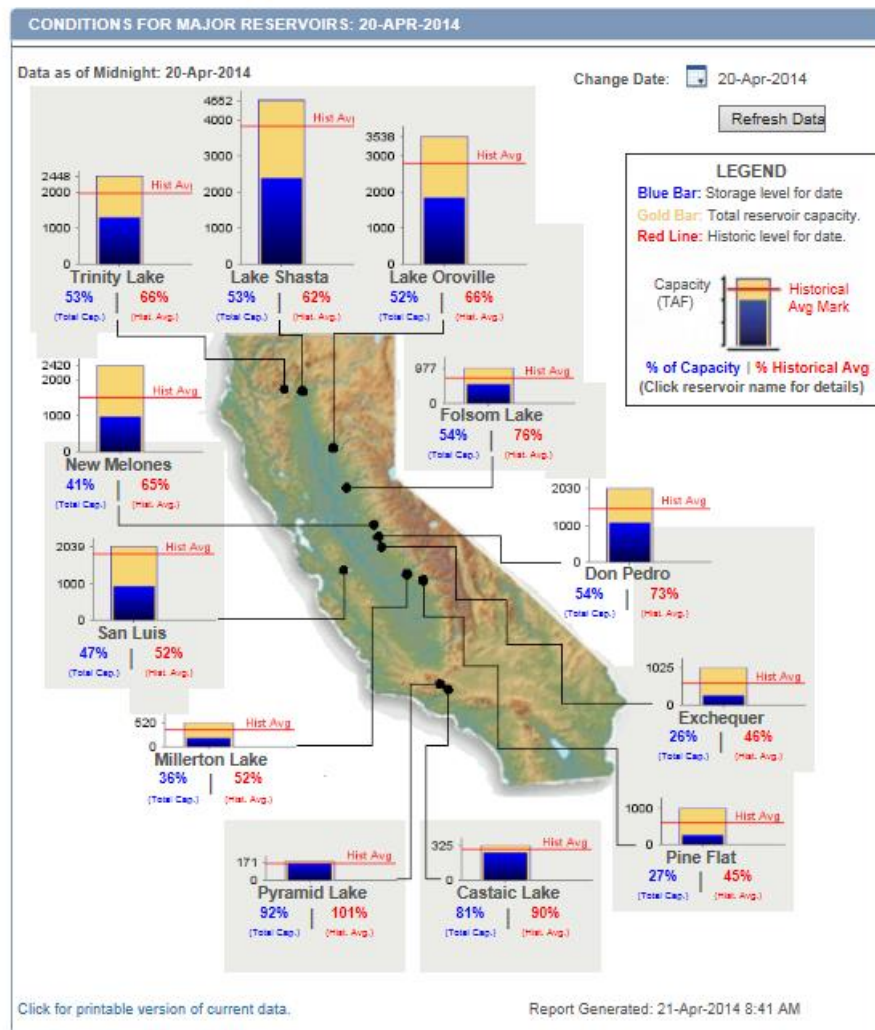 CONDITIONS FOR MAJOR RESERVOIRS: 20-APR-2014
Data as of Midnight: 20-Apr-2014
Change Date: 20-Apr-2014
Refresh Data
LEGEND
Blue Bar: Storage level for date
Gold Bar: Total reservoir capacity.
Red Line: Historic level for date.
Capacity
(TAF)
Historical
Avg Mark
% of Capacity | % Historical Avg
(Click reservoir name for details)
2448
2000
1000
0
Hist Avg
Trinity Lake
53% | 66%
(Total Cap.) (Hist. Avg.)
4552
4000
3000
2000
1000
0
Hist Avg
Lake Shasta
53% | 62%
(Total Cap.) (Hist. Avg.)
3538
3000
2000
1000
0
Hist Avg
Lake Oroville
52% | 66%
(Total Cap.) (Hist. Avg.)
2420
2000
1000
0
Hist Avg
New Melones
41% | 65%
(Total Cap.) (Hist. Avg.)
977
0
Hist Avg
Folsom Lake
54% | 76%
(Total Cap.) (Hist. Avg.)
2030
1000
0
Hist Avg
Don Pedro
54% | 73%
(Total Cap.) (Hist. Avg.)
2039
1000
0
Hist Avg
San Luis
47% | 52%
(Total Cap.) (Hist. Avg.)
1025
0
Hist Avg
Exchequer
26% | 46%
(Total Cap.) (Hist. Avg.)
520
0
Hist Avg
Millerton Lake
36% | 52%
(Total Cap.) (Hist. Avg.)
1000
0
Hist Avg
Pine Flat
27% | 45%
(Total Cap.) (Hist. Avg.)
171
0
Hist Avg
Pyramid Lake
92% | 101%
(Total Cap.) (Hist. Avg.)
325
0
Hist Avg
Castaic Lake
81% | 90%
(Total Cap.) (Hist. Avg.)
Click for printable version of current data.
Report Generated: 21-Apr-2014 8:41 AM